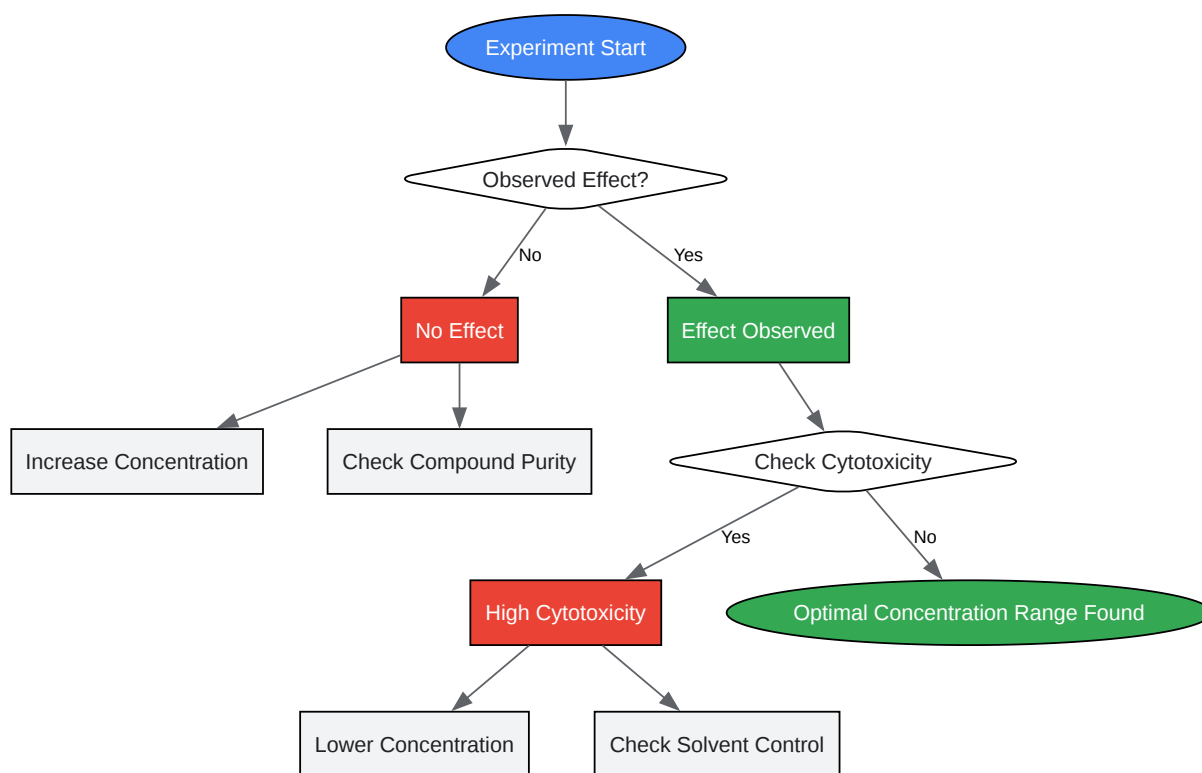 Experiment Start
Observed Effect?
No
Yes
No Effect
Effect Observed
Increase Concentration
Check Compound Purity
Check Cytotoxicity
Yes
No
High Cytotoxicity
Optimal Concentration Range Found
Lower Concentration
Check Solvent Control